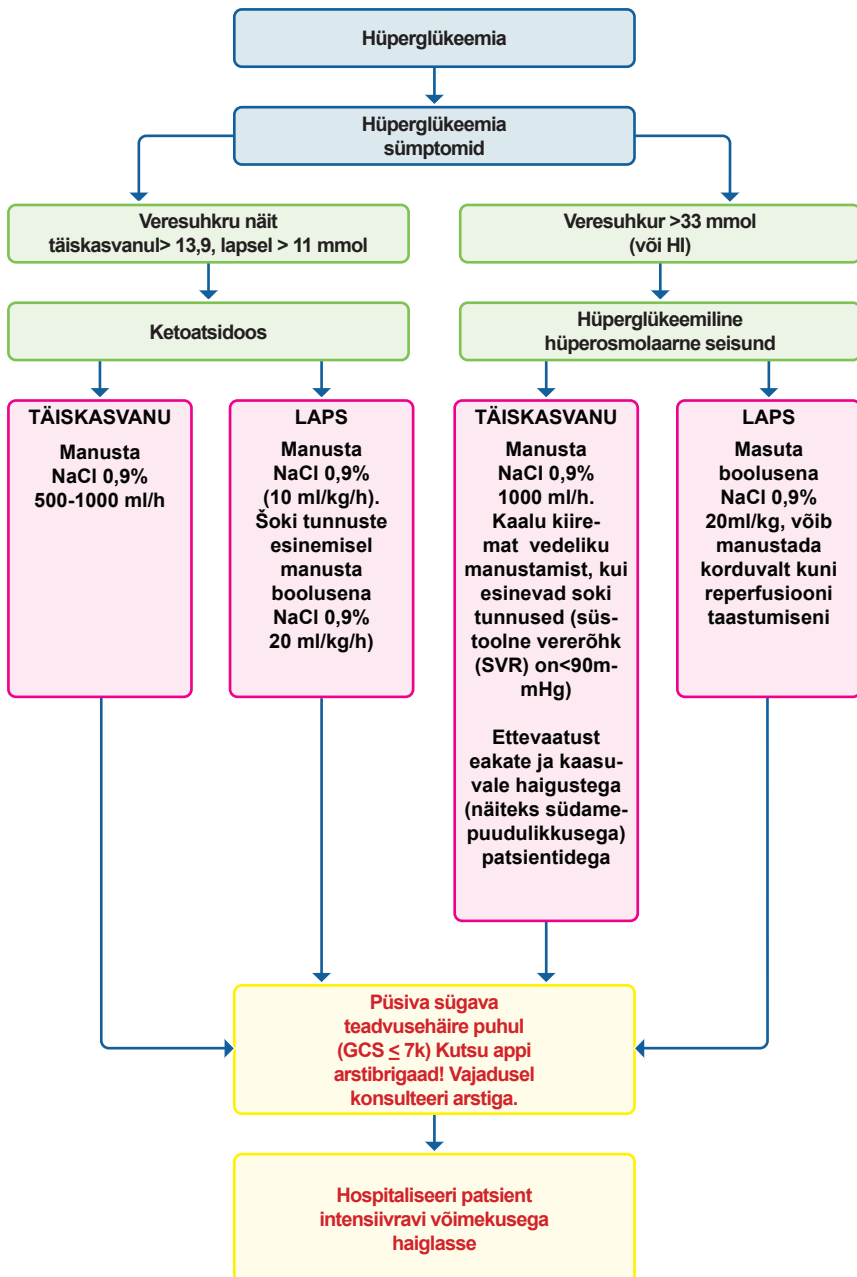 Hüperglükeemia
Hüperglükeemia
sümptomid
Veresuhkru näit
täiskasvanul> 13,9, lapsel > 11 mmol
Veresuhkur >33 mmol
(või HI)
Ketoatsidoos
Hüperglükeemiline
hüperosmolaarne seisund
TÄISKASVANU
Manusta
NaCl 0,9%
500-1000 ml/h
LAPS
Manusta
NaCl 0,9%
(10 ml/kg/h).
Šoki tunnuste
esinemisel
manusta
boolusena
NaCl 0,9%
20 ml/kg/h)
TÄISKASVANU
Manusta
NaCl 0,9%
1000 ml/h.
Kaalu kiire-
mat vedeliku
manustamist, kui
esinevad soki
tunnused (süs-
toolne vererõhk
(SVR) on<90m-
mHg)
Ettevaatust
eakate ja kaasu-
vale haigustega
(näiteks südame-
puudulikkusega)
patsientidega
LAPS
Masuta
boolusena
NaCl 0,9%
20ml/kg, võib
manustada
korduvalt kuni
reperfusiooni
taastumiseni
Püsiva sügava
teadvusehäire puhul
(GCS ≤ 7k) Kutsu appi
arstibrigaad! Vajadusel
konsulteeri arstiga.
Hospitaliseeri patsient
intensiivravi võimekusega
haiglasse